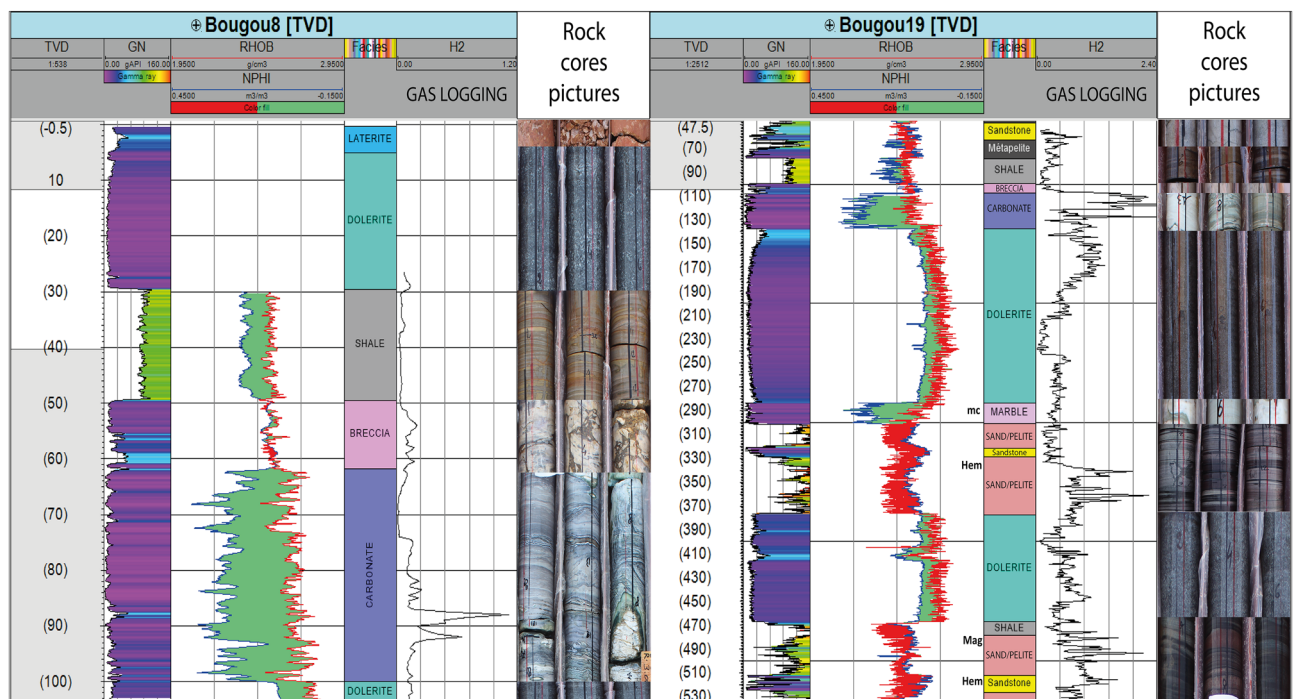 ⊕ Bougou8 [TVD]
TVD GN RHOB Facies H2
1:538 0.00 gAPI 160.00 1.9500 g/cm3 2.9500 0.00 1.20
Gamma ray NPHI
0.4500 m3/m3 -0.1500
Color fill
GAS LOGGING
Rock
cores
pictures
(-0.5)
10
(20)
(30)
(40)
(50)
(60)
(70)
(80)
(90)
(100)
LATERITE
DOLERITE
SHALE
BRECCIA
CARBONATE
DOLERITE
⊕ Bougou19 [TVD]
TVD GN RHOB Facies H2
1:2512 0.00 gAPI 160.00 1.9500 g/cm3 2.9500 0.00 2.40
Gamma ray NPHI
0.4500 m3/m3 -0.1500
Color fill
GAS LOGGING
Rock
cores
pictures
(47.5)
(70)
(90)
(110)
(130)
(150)
(170)
(190)
(210)
(230)
(250)
(270)
(290)
(310)
(330)
(350)
(370)
(390)
(410)
(430)
(450)
(470)
(490)
(510)
(530)
Sandstone
Métapelite
SHALE
BRECCIA
CARBONATE
DOLERITE
mc MARBLE
SAND/PELITE
Sandstone
Hem
SAND/PELITE
DOLERITE
SHALE
Mag
SAND/PELITE
Hem Sandstone